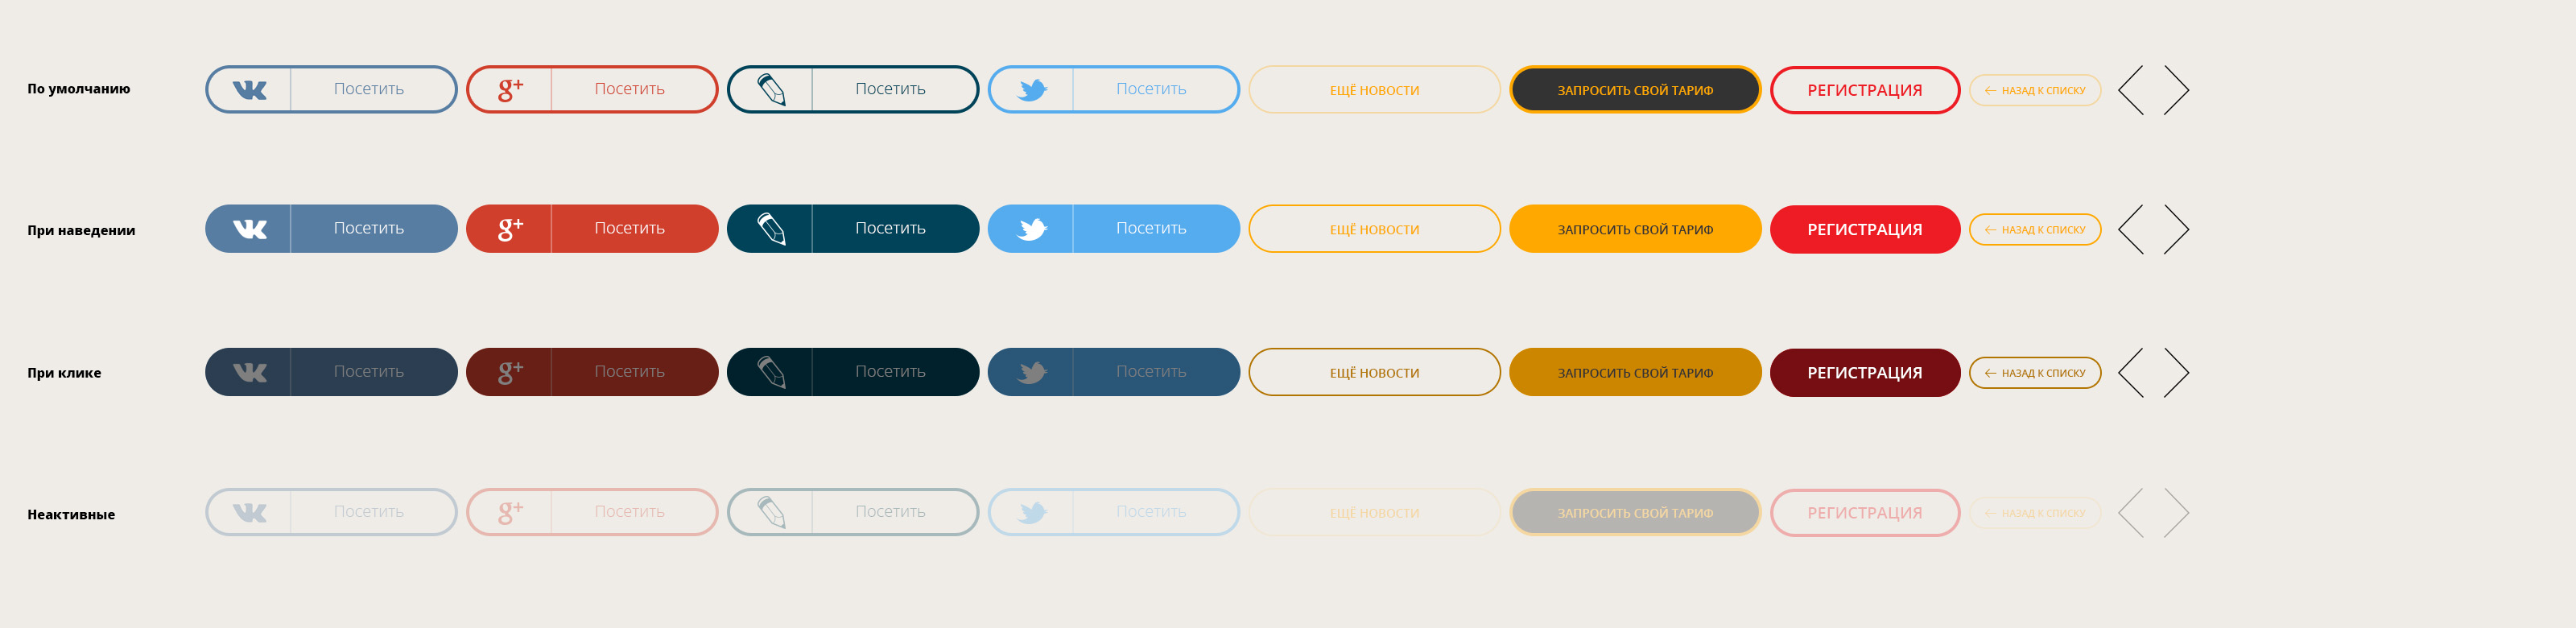 По умолчанию Посетить g+ Посетить Посетить Посетить ЕЩЁ НОВОСТИ ЗАПРОСИТЬ СВОЙ ТАРИФ РЕГИСТРАЦИЯ НАЗАД К СПИСКУ
При наведении Посетить g+ Посетить Посетить Посетить ЕЩЁ НОВОСТИ ЗАПРОСИТЬ СВОЙ ТАРИФ РЕГИСТРАЦИЯ НАЗАД К СПИСКУ
При клике Посетить g+ Посетить Посетить Посетить ЕЩЁ НОВОСТИ ЗАПРОСИТЬ СВОЙ ТАРИФ РЕГИСТРАЦИЯ НАЗАД К СПИСКУ
Неактивные Посетить g+ Посетить Посетить Посетить ЕЩЁ НОВОСТИ ЗАПРОСИТЬ СВОЙ ТАРИФ РЕГИСТРАЦИЯ НАЗАД К СПИСКУ